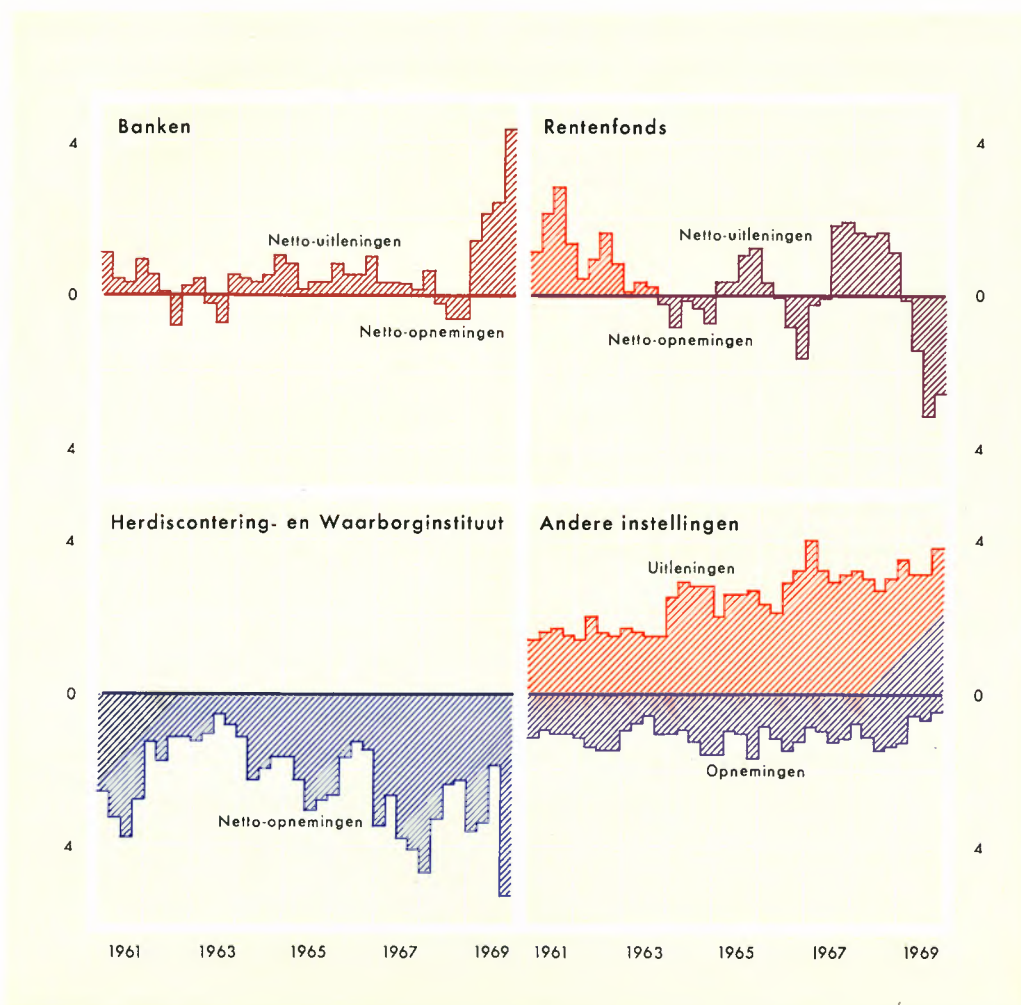 Banken
Rentenfonds
4
4
Netto-uitleningen
Netto-uitleningen
0
0
Netto-opnemingen
Netto-opnemingen
4
4
Herdiscontering- en Waarborginstituut
Andere instellingen
4
4
Uitleningen
0
0
Opnemingen
Netto-opnemingen
4
4
1961 1963 1965 1967 1969 1961 1963 1965 1967 1969